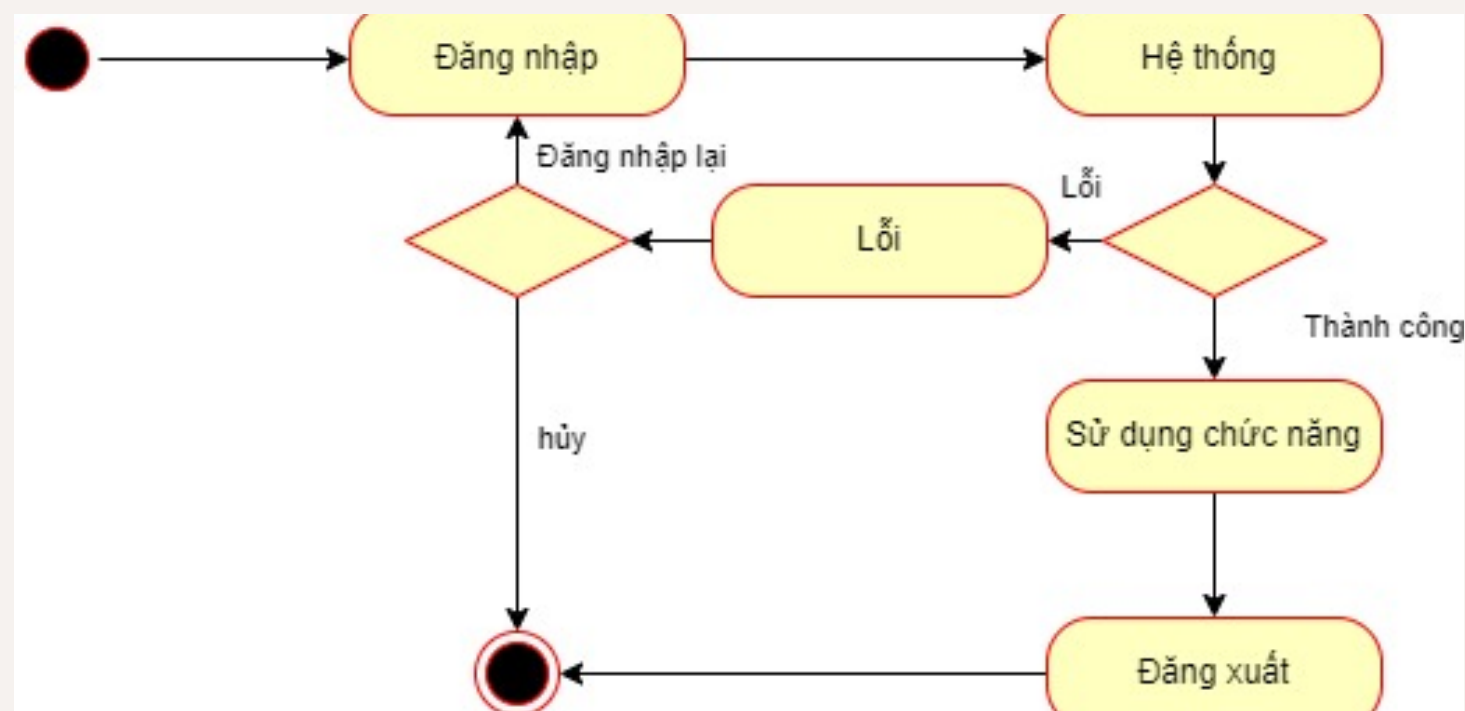 Đăng nhập
Hệ thống
Đăng nhập lại
Lỗi
Lỗi
Thành công
Sử dụng chức năng
hủy
Đăng xuất